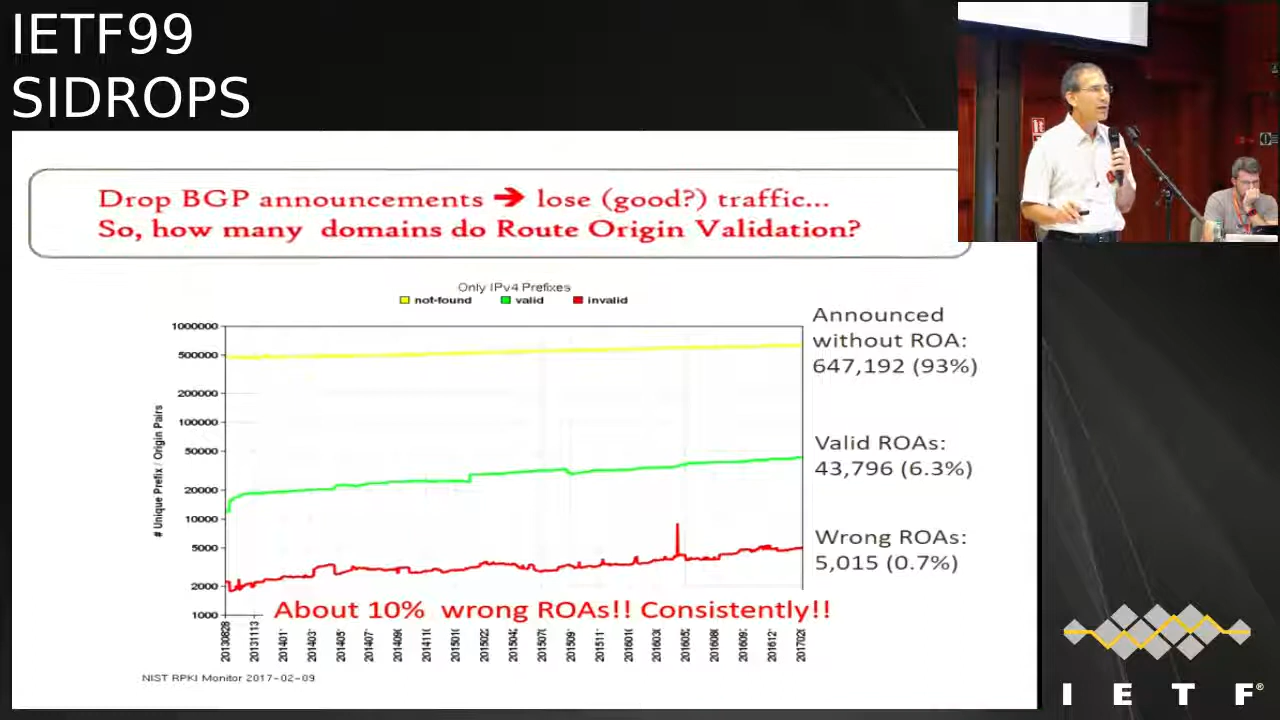 IETF99
SIDROPS
Drop BGP announcements ➔ lose (good?) traffic...
So, how many domains do Route Origin Validation?
Only IPv4 Prefixes
not-found valid invalid
1000000
500000
200000
100000
50000
20000
10000
5000
2000
1000
# Unique Prefix / Origin Pairs
Announced
without ROA:
647,192 (93%)
Valid ROAs:
43,796 (6.3%)
Wrong ROAs:
5,015 (0.7%)
About 10% wrong ROAs!! Consistently!!
20130828
20131113
NIST RPKI Monitor 2017-02-09
I E T F®